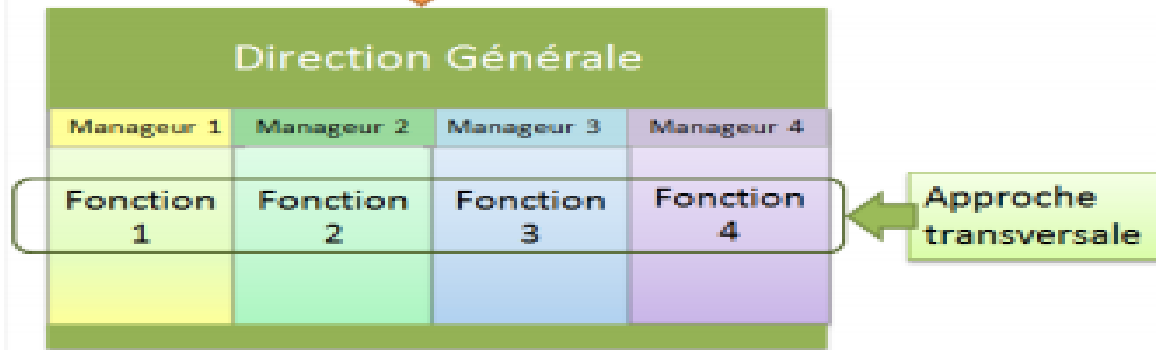 Direction Générale
Manageur 1 Manageur 2 Manageur 3 Manageur 4
Fonction Fonction Fonction Fonction
1 2 3 4
Approche
transversale